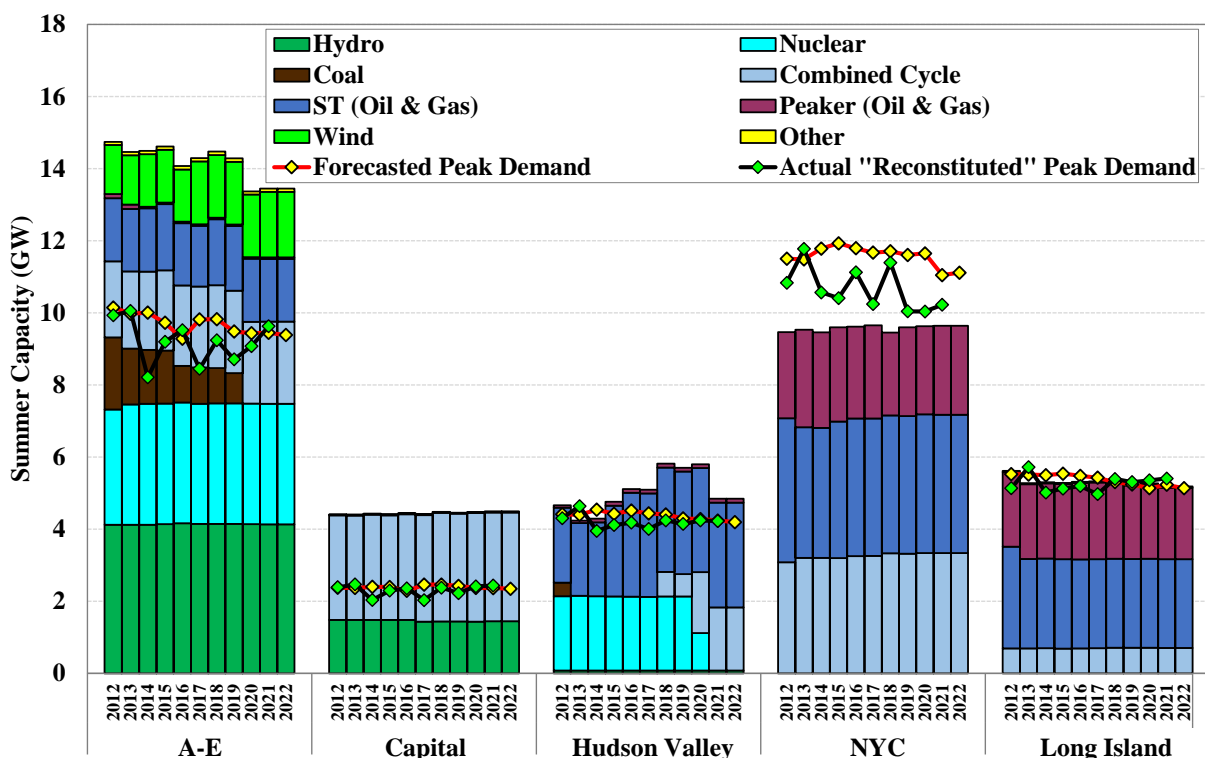 18
16
14
12
10
8
6
4
2
0
Summer Capacity (GW)
Hydro
Nuclear
Coal
Combined Cycle
ST (Oil & Gas)
Peaker (Oil & Gas)
Wind
Other
Forecasted Peak Demand
Actual "Reconstituted" Peak Demand
2012 2013 2014 2015 2016 2017 2018 2019 2020 2021 2022
2012 2013 2014 2015 2016 2017 2018 2019 2020 2021 2022
2012 2013 2014 2015 2016 2017 2018 2019 2020 2021 2022
2012 2013 2014 2015 2016 2017 2018 2019 2020 2021 2022
2012 2013 2014 2015 2016 2017 2018 2019 2020 2021 2022
A-E Capital Hudson Valley NYC Long Island